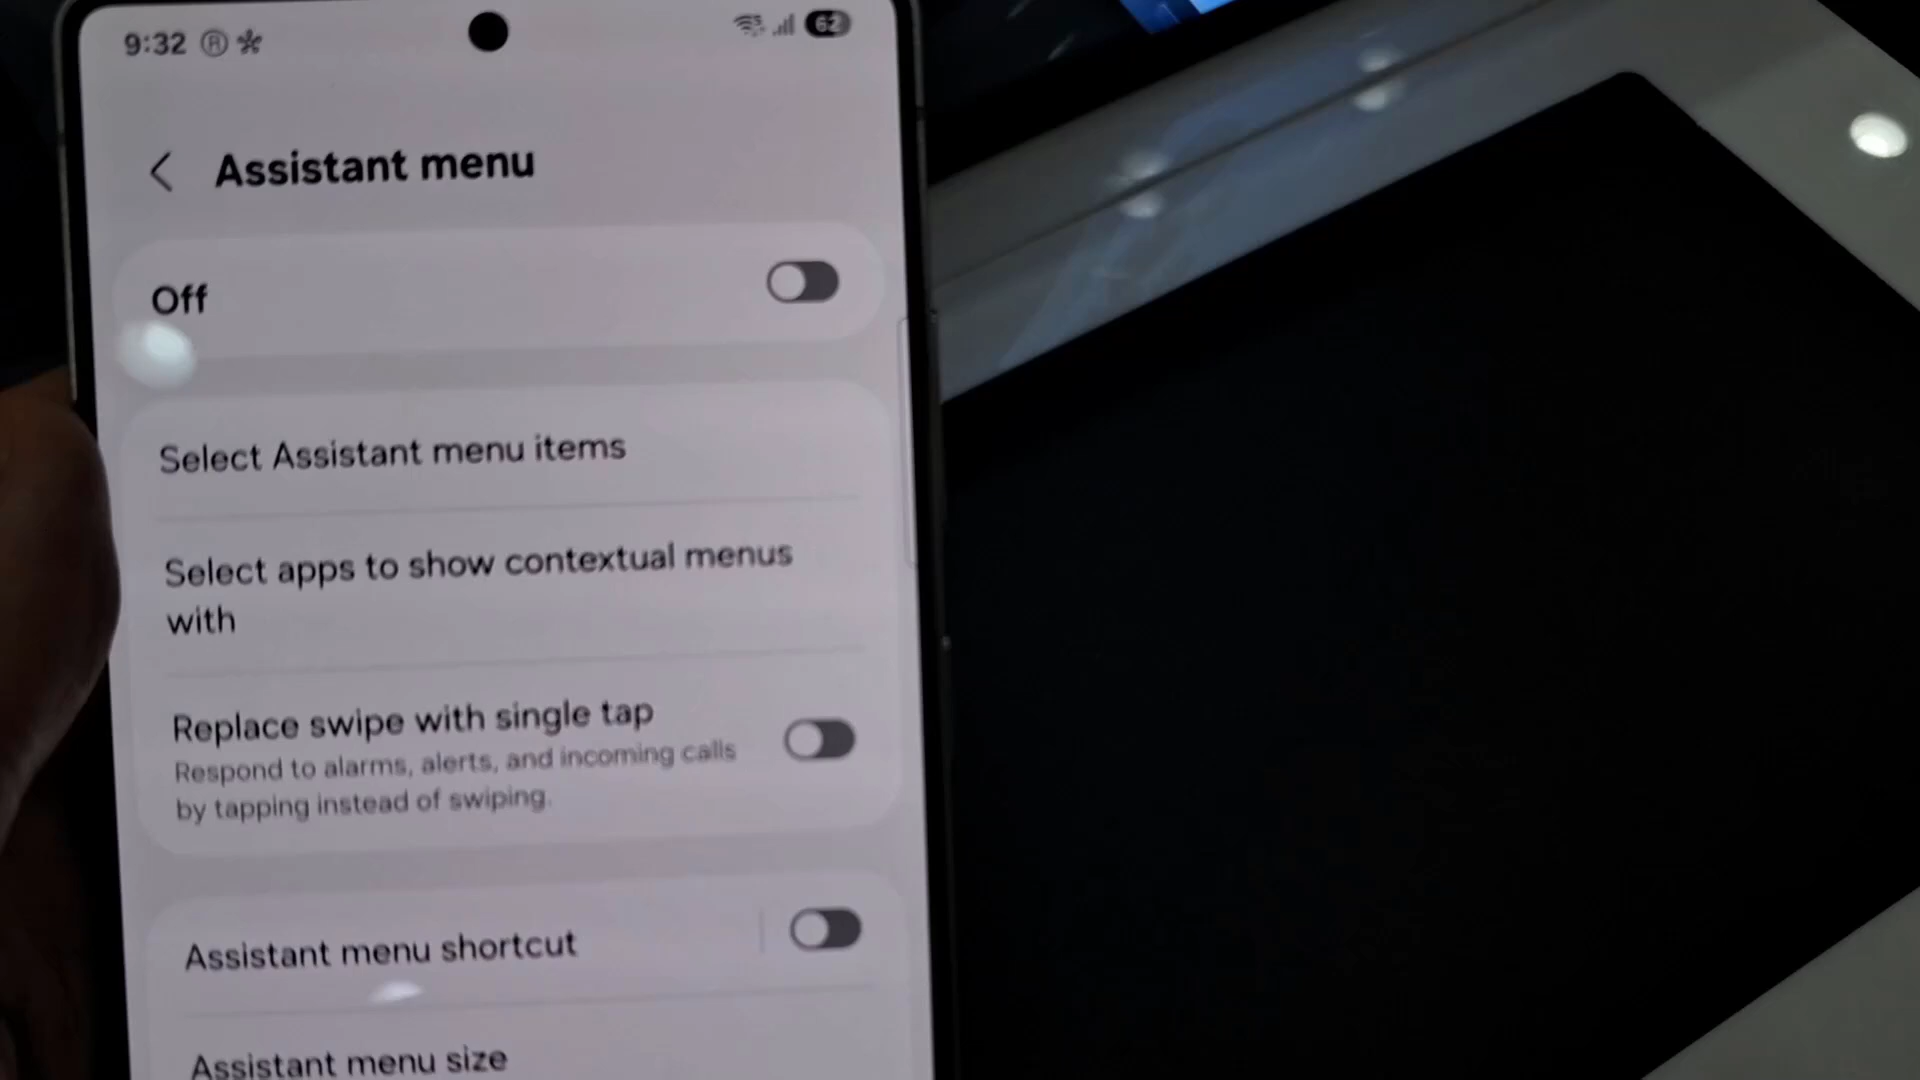 9:32
62
Assistant menu
Off
Select Assistant menu items
Select apps to show contextual menus
with
Replace swipe with single tap
Respond to alarms, alerts, and incoming calls
by tapping instead of swiping.
Assistant menu shortcut
Assistant menu size